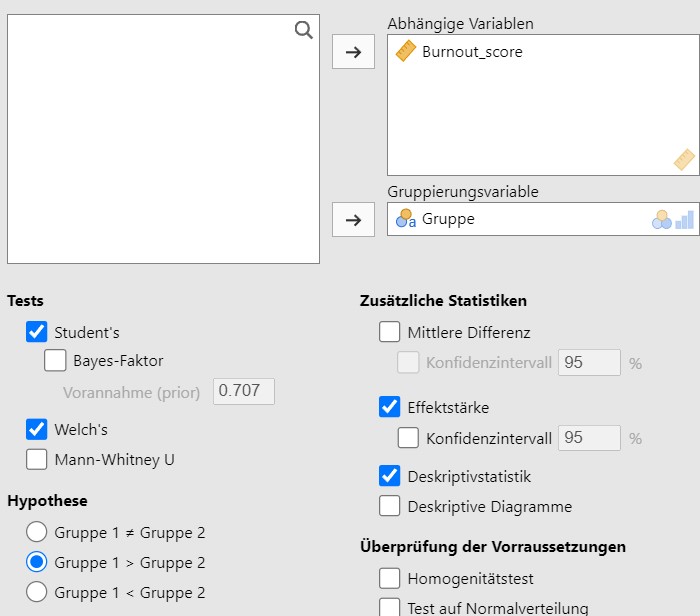 Abhängige Variablen
Burnout_score
Gruppierungsvariable
a Gruppe
Tests
Student's
Bayes-Faktor
Vorannahme (prior) 0.707
Welch's
Mann-Whitney U
Hypothese
Gruppe 1 ≠ Gruppe 2
Gruppe 1 > Gruppe 2
Gruppe 1 < Gruppe 2
Zusätzliche Statistiken
Mittlere Differenz
Konfidenzintervall 95 %
Effektstärke
Konfidenzintervall 95 %
Deskriptivstatistik
Deskriptive Diagramme
Überprüfung der Vorraussetzungen
Homogenitätstest
Test auf Normalverteilung